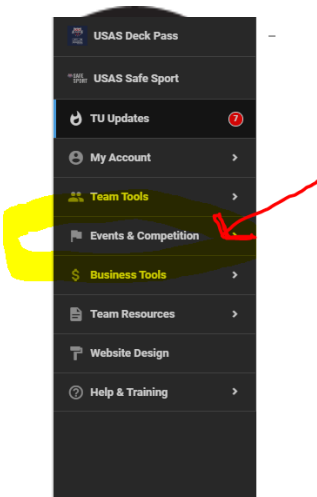 USAS Deck Pass
SAFE SPORT USAS Safe Sport
TU Updates 7
My Account
Team Tools
Events & Competition
$ Business Tools
Team Resources
Website Design
? Help & Training